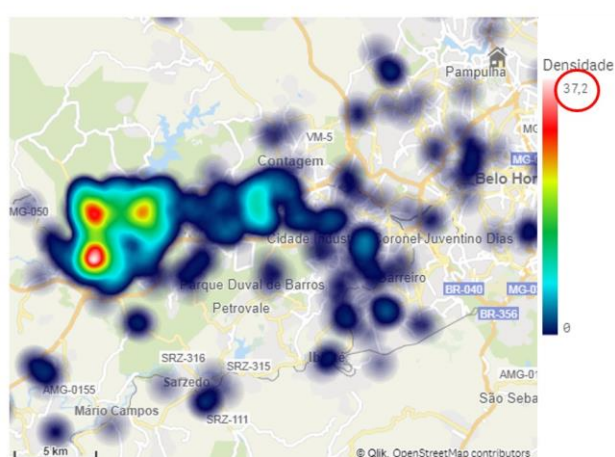 Densidade
37,2
Pampulha
VM-5
MG-
Contagem
MG-
Belo Hor
MG-050
Cidade Indust
Coronel Juventino Dias
Parque Duval de Barros
Barreiro
BR-040
MG-0
Petrovale
BR-356
0
SRZ-316
SRZ-315
AMG-0155
Sarzedo
AMG-01
Mário Campos
SRZ-111
São Seba
5 km
© Qlik, OpenStreetMap contributors